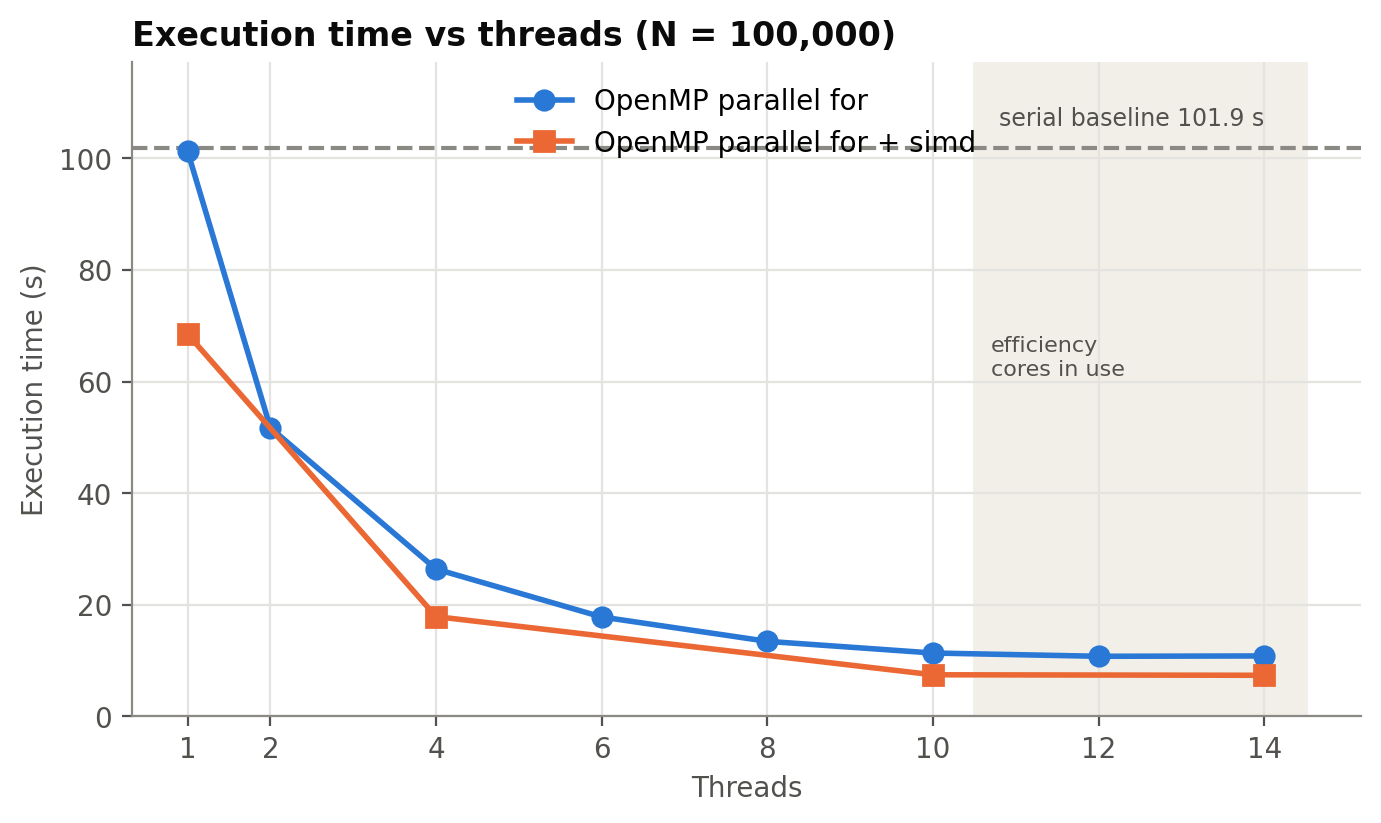 Execution time vs threads (N = 100,000)
OpenMP parallel for
OpenMP parallel for + simd
serial baseline 101.9 s
efficiency
cores in use
Execution time (s)
100
80
60
40
20
0
1 2 4 6 8 10 12 14
Threads